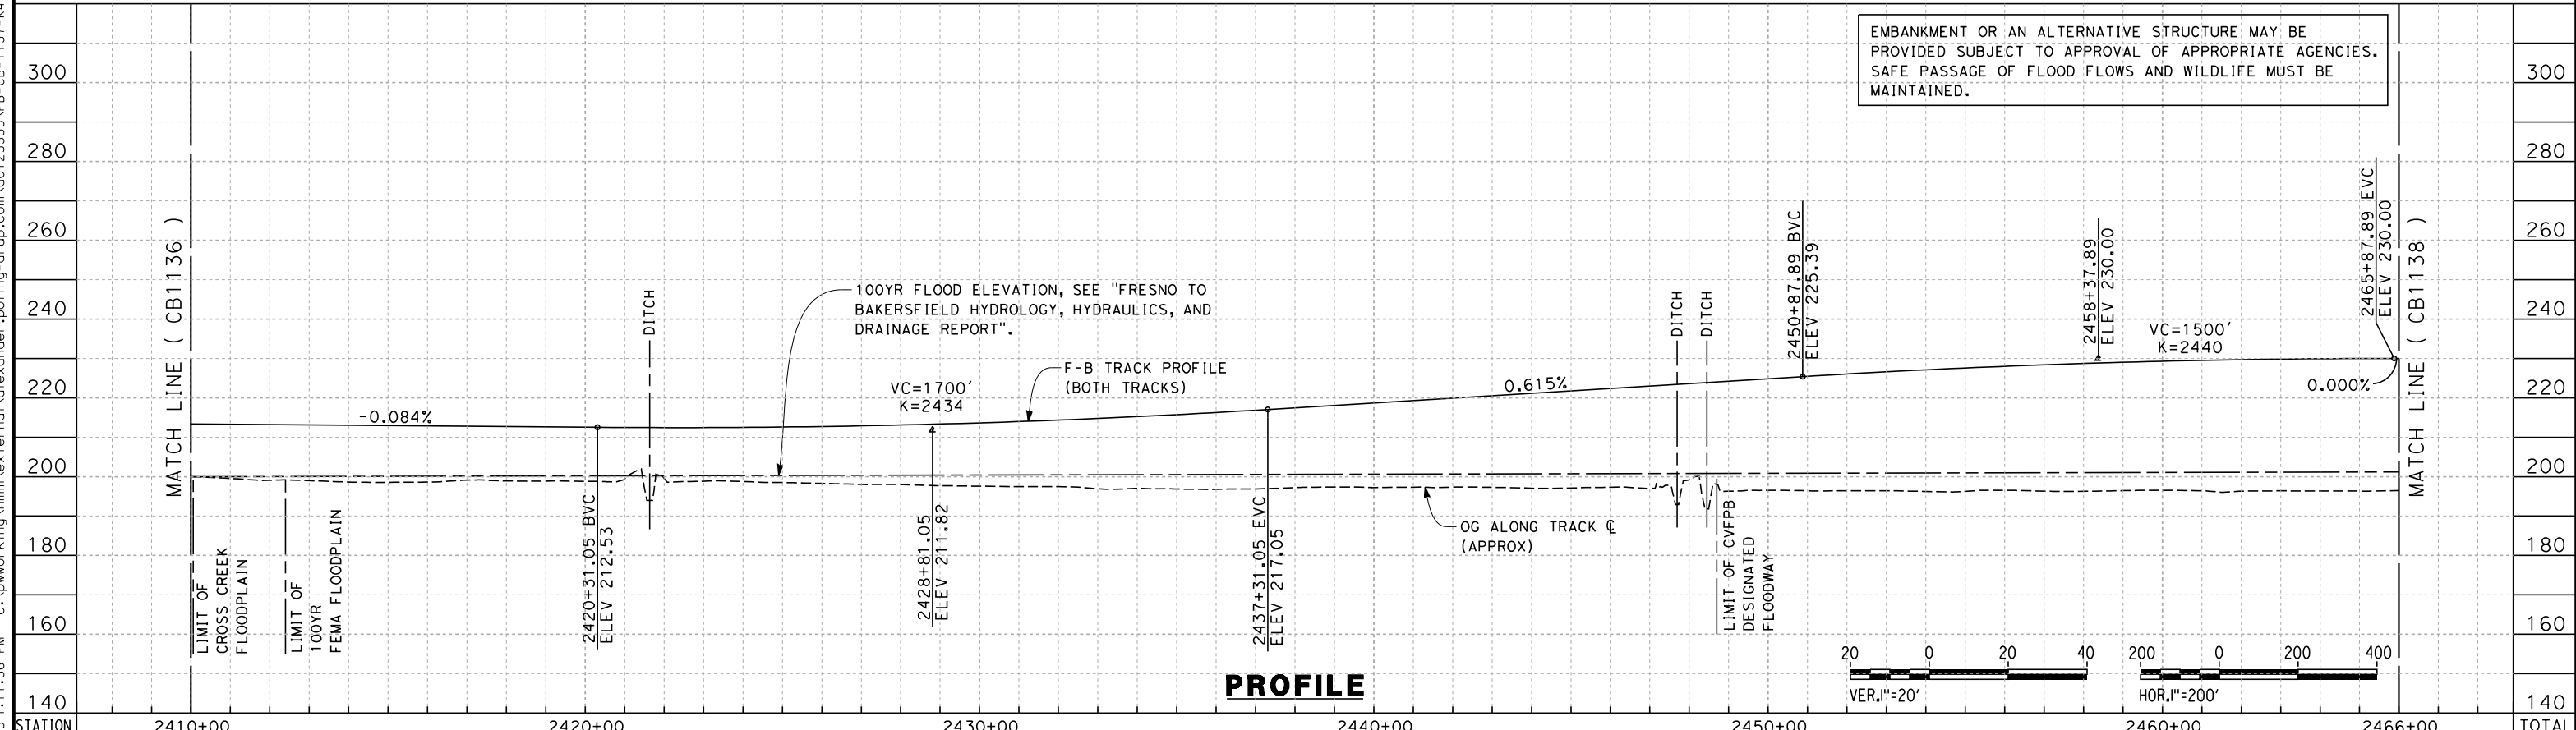 EMBANKMENT OR AN ALTERNATIVE STRUCTURE MAY BE
PROVIDED SUBJECT TO APPROVAL OF APPROPRIATE AGENCIES.
SAFE PASSAGE OF FLOOD FLOWS AND WILDLIFE MUST BE
MAINTAINED.
300
280
260
240
220
200
180
160
140
STATION
MATCH LINE ( CB1136 )
-0.084%
LIMIT OF
CROSS CREEK
FLOODPLAIN
LIMIT OF
100YR
FEMA FLOODPLAIN
2420+31.05 BVC
ELEV 212.53
DITCH
100YR FLOOD ELEVATION, SEE "FRESNO TO
BAKERSFIELD HYDROLOGY, HYDRAULICS, AND
DRAINAGE REPORT".
F-B TRACK PROFILE
(BOTH TRACKS)
VC=1700'
K=2434
2428+81.05
ELEV 211.82
2437+31.05 EVC
ELEV 217.05
0.615%
OG ALONG TRACK ℄
(APPROX)
DITCH
DITCH
LIMIT OF CVFPB
DESIGNATED
FLOODWAY
2450+87.89 BVC
ELEV 225.39
2458+37.89
ELEV 230.00
VC=1500'
K=2440
2465+87.89 EVC
ELEV 230.00
0.000%
MATCH LINE ( CB1138 )
300
280
260
240
220
200
180
160
140
TOTAL
PROFILE
20 0 20 40
VER.1"=20'
200 0 200 400
HOR.1"=200'
2410+00 2420+00 2430+00 2440+00 2450+00 2460+00 2466+00